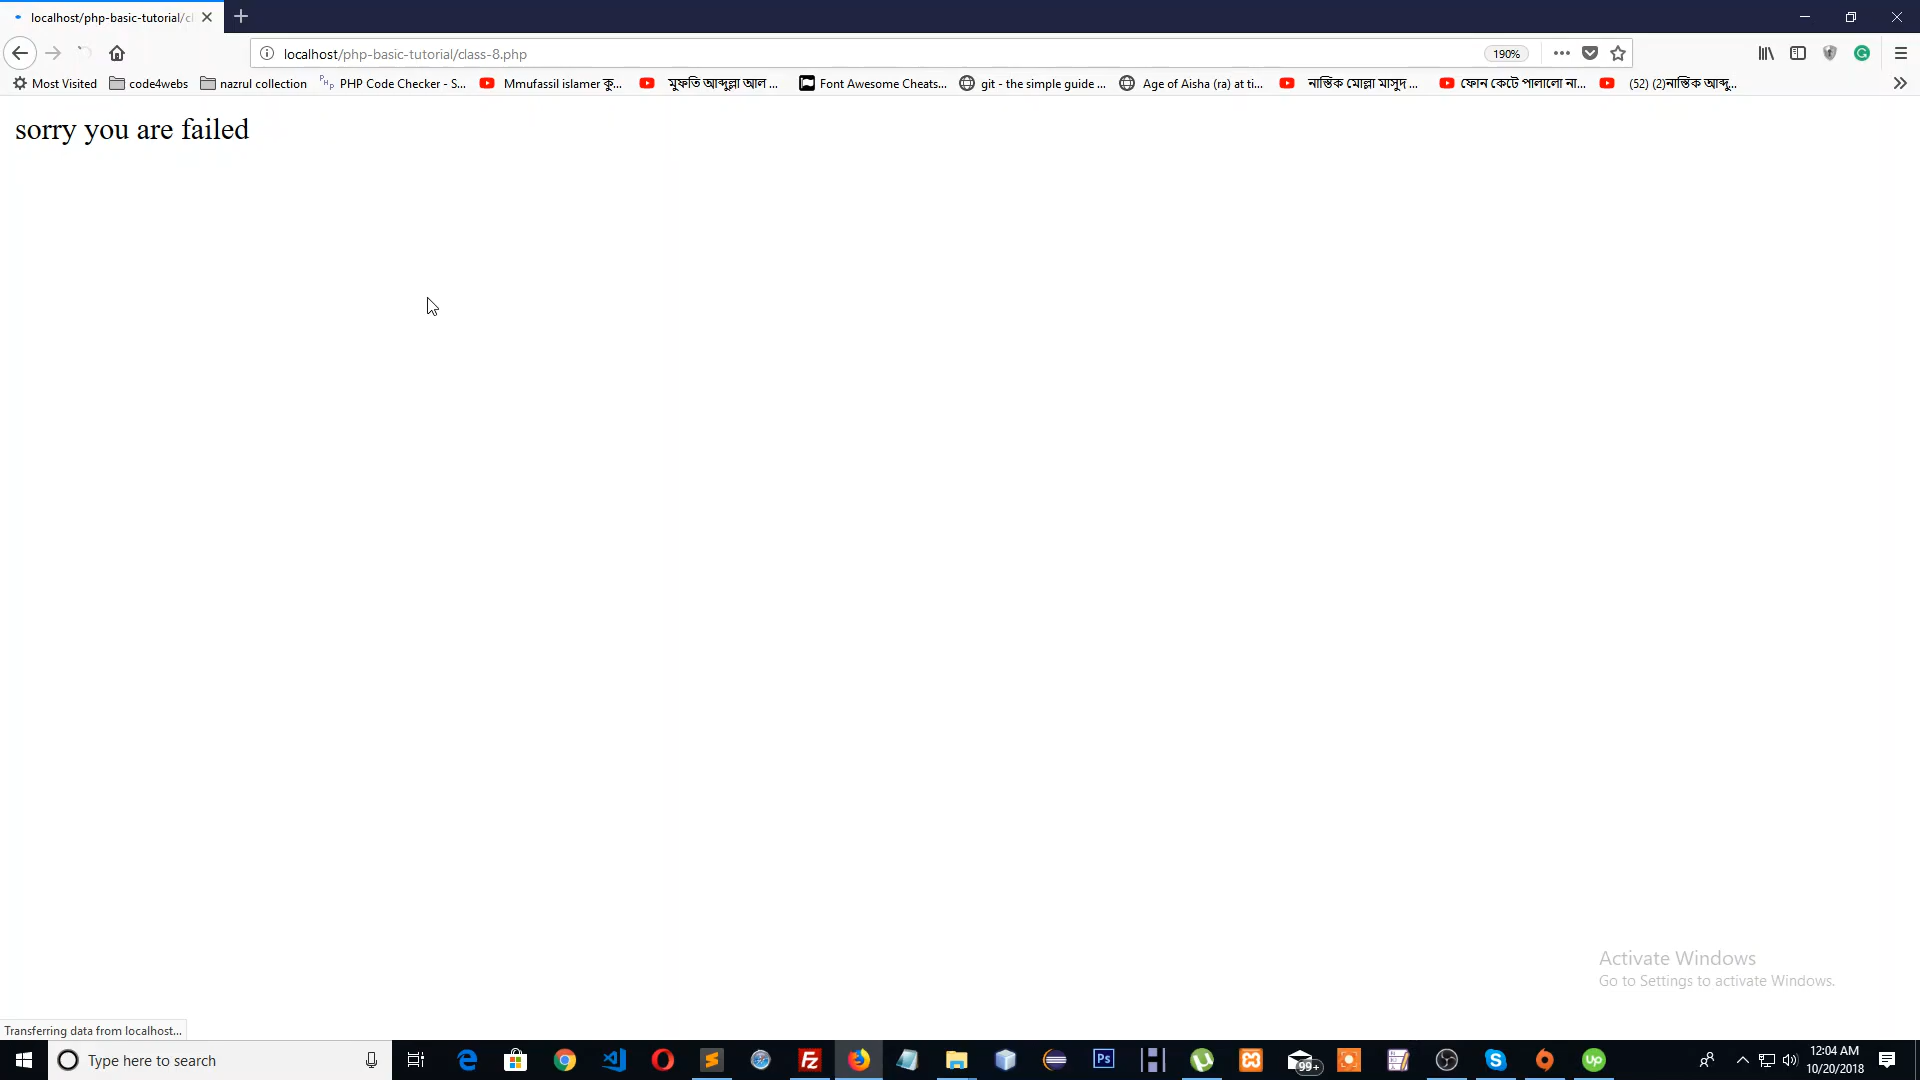 localhost/php-basic-tutorial/cl
localhost/php-basic-tutorial/class-8.php
190%
Most Visited
code4webs
nazrul collection
PHP Code Checker - S...
Mmufassil islamer কু...
মুফতি আব্দুল্লা আল ...
Font Awesome Cheats...
git - the simple guide ...
Age of Aisha (ra) at ti...
নাস্তিক মোল্লা মাসুদ ...
ফোন কেটে পালালো না...
(52) (2)নাস্তিক আব্দু...
sorry you are failed
Activate Windows
Go to Settings to activate Windows.
Transferring data from localhost...
Type here to search
Ps
99+
12:04 AM
10/20/2018